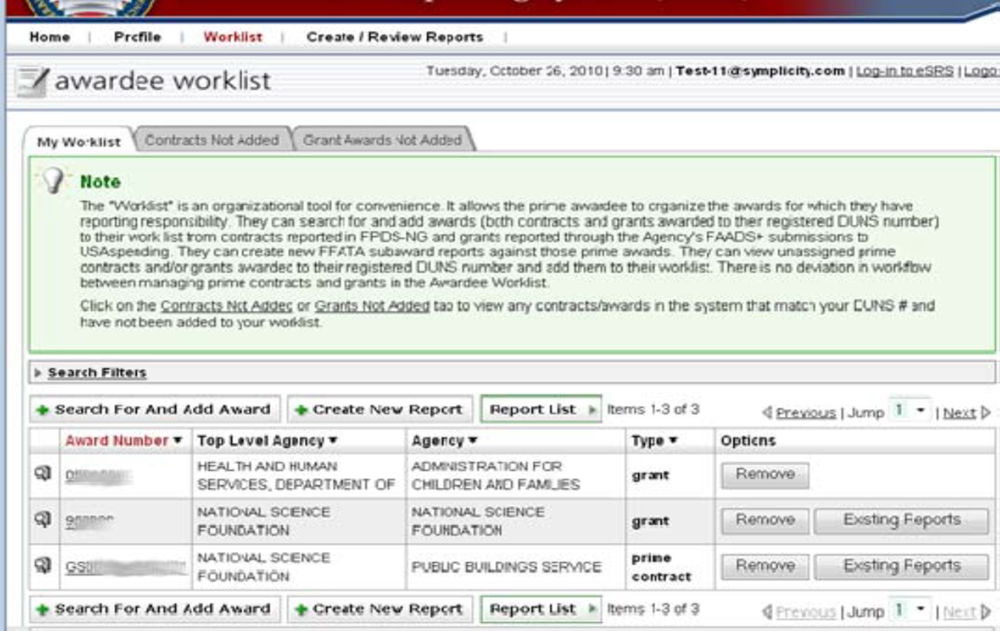 Home | Profile | Worklist | Create / Review Reports |
awardee worklist
Tuesday, October 26, 2010 | 9:30 am | Test-11@symplicity.com | Log-in to eSRS | Logo
My Worklist Contracts Not Added Grant Awards Not Added
Note
The "Worklist" is an organizational tool for convenience. It allows the prime awardee to organize the awards for which they have
reporting responsibility. They can search for and add awards (both contracts and grants awarded to their registered DUNS number)
to their work list from contracts reported in FPDS-NG and grants reported through the Agency's FAADS+ submissions to
USAspending. They can create new FFATA subaward reports against those prime awards. They can view unassigned prime
contracts and/or grants awarded to their registered DUNS number and add them to their worklist. There is no deviation in workflow
between managing prime contracts and grants in the Awardee Worklist.
Click on the Contracts Not Added or Grants Not Added tab to view any contracts/awards in the system that match your DUNS # and
have not been added to your worklist.
Search Filters
Search For And Add Award Create New Report Report List Items 1-3 of 3 Previous | Jump 1 | Next
Award Number Top Level Agency Agency Type Options
HEALTH AND HUMAN
SERVICES, DEPARTMENT OF
ADMINISTRATION FOR
CHILDREN AND FAMILIES
grant
Remove
NATIONAL SCIENCE
FOUNDATION
NATIONAL SCIENCE
FOUNDATION
grant
Remove Existing Reports
NATIONAL SCIENCE
FOUNDATION
PUBLIC BUILDINGS SERVICE
prime
contract
Remove Existing Reports
Search For And Add Award Create New Report Report List Items 1-3 of 3 Previous | Jump 1 | Next